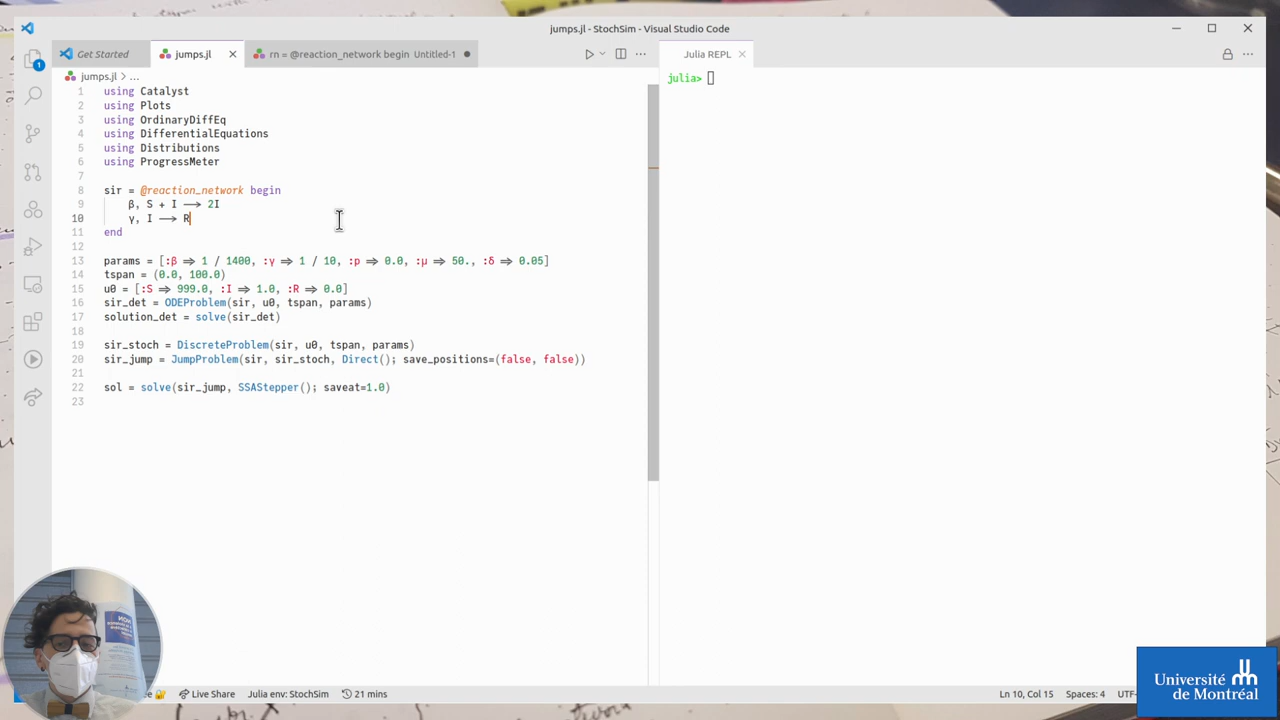 jumps.jl - StochSim - Visual Studio Code
Get Started
jumps.jl
rn = @reaction_network begin Untitled-1
Julia REPL
jumps.jl > ...
julia>
1 using Catalyst
2 using Plots
3 using OrdinaryDiffEq
4 using DifferentialEquations
5 using Distributions
6 using ProgressMeter
7
8 sir = @reaction_network begin
9 β, S + I ⟶ 2I
10 γ, I ⟶ R
11 end
12
13 params = [:β ⇒ 1 / 1400, :γ ⇒ 1 / 10, :p ⇒ 0.0, :μ ⇒ 50., :δ ⇒ 0.05]
14 tspan = (0.0, 100.0)
15 u0 = [:S ⇒ 999.0, :I ⇒ 1.0, :R ⇒ 0.0]
16 sir_det = ODEProblem(sir, u0, tspan, params)
17 solution_det = solve(sir_det)
18
19 sir_stoch = DiscreteProblem(sir, u0, tspan, params)
20 sir_jump = JumpProblem(sir, sir_stoch, Direct(); save_positions=(false, false))
21
22 sol = solve(sir_jump, SSAStepper(); saveat=1.0)
23
1
Live Share
Julia env: StochSim
21 mins
Ln 10, Col 15
Spaces: 4
UTF-
Université
de Montréal